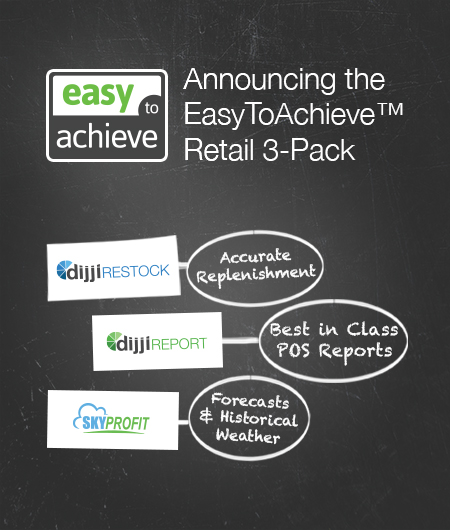 easy
to
achieve
Announcing the
EasyToAchieve™
Retail 3-Pack
dijjiRESTOCK
Accurate
Replenishment
dijjiREPORT
Best in Class
POS Reports
SKYPROFIT
Forecasts
& Historical
Weather